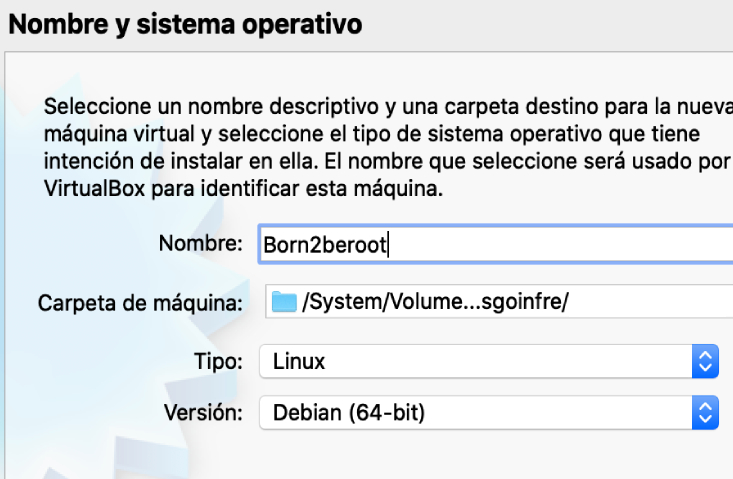 Nombre y sistema operativo
Seleccione un nombre descriptivo y una carpeta destino para la nueva
máquina virtual y seleccione el tipo de sistema operativo que tiene
intención de instalar en ella. El nombre que seleccione será usado por
VirtualBox para identificar esta máquina.
Nombre: Born2beroot
Carpeta de máquina: /System/Volume...sgoinfre/
Tipo: Linux
Versión: Debian (64-bit)